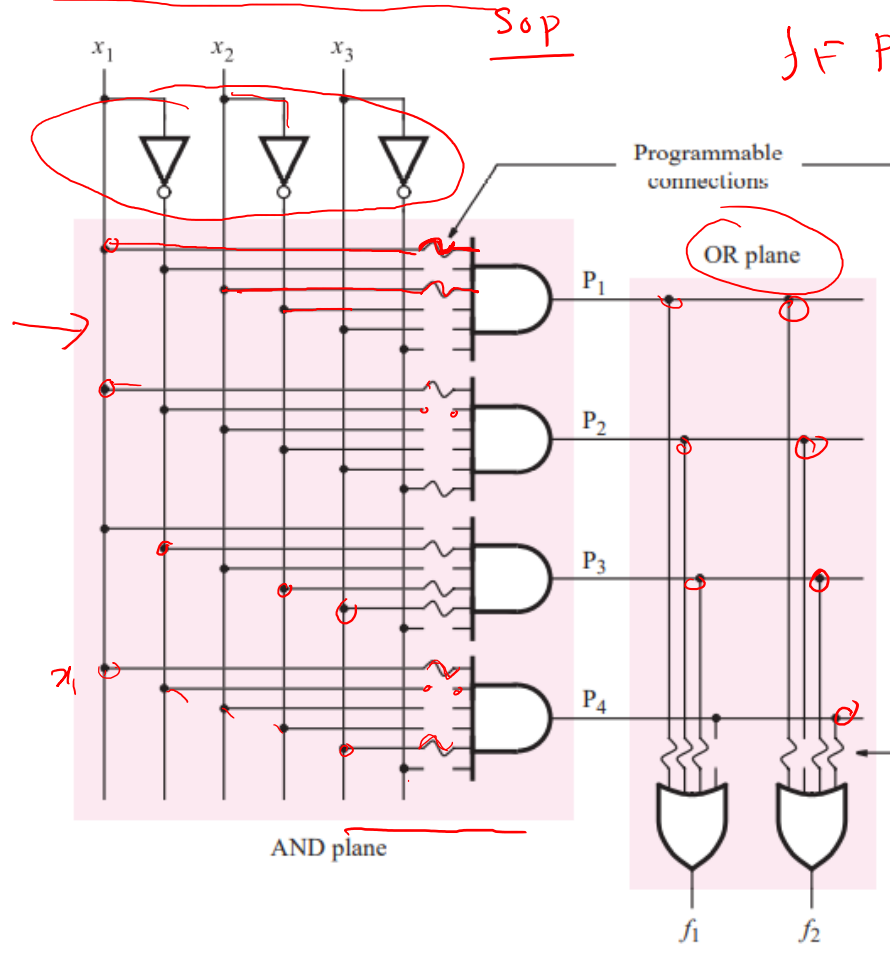 Sop
f = P
x1 x2 x3
Programmable
connections
OR plane
P1
P2
P3
x1
P4
AND plane
f1 f2